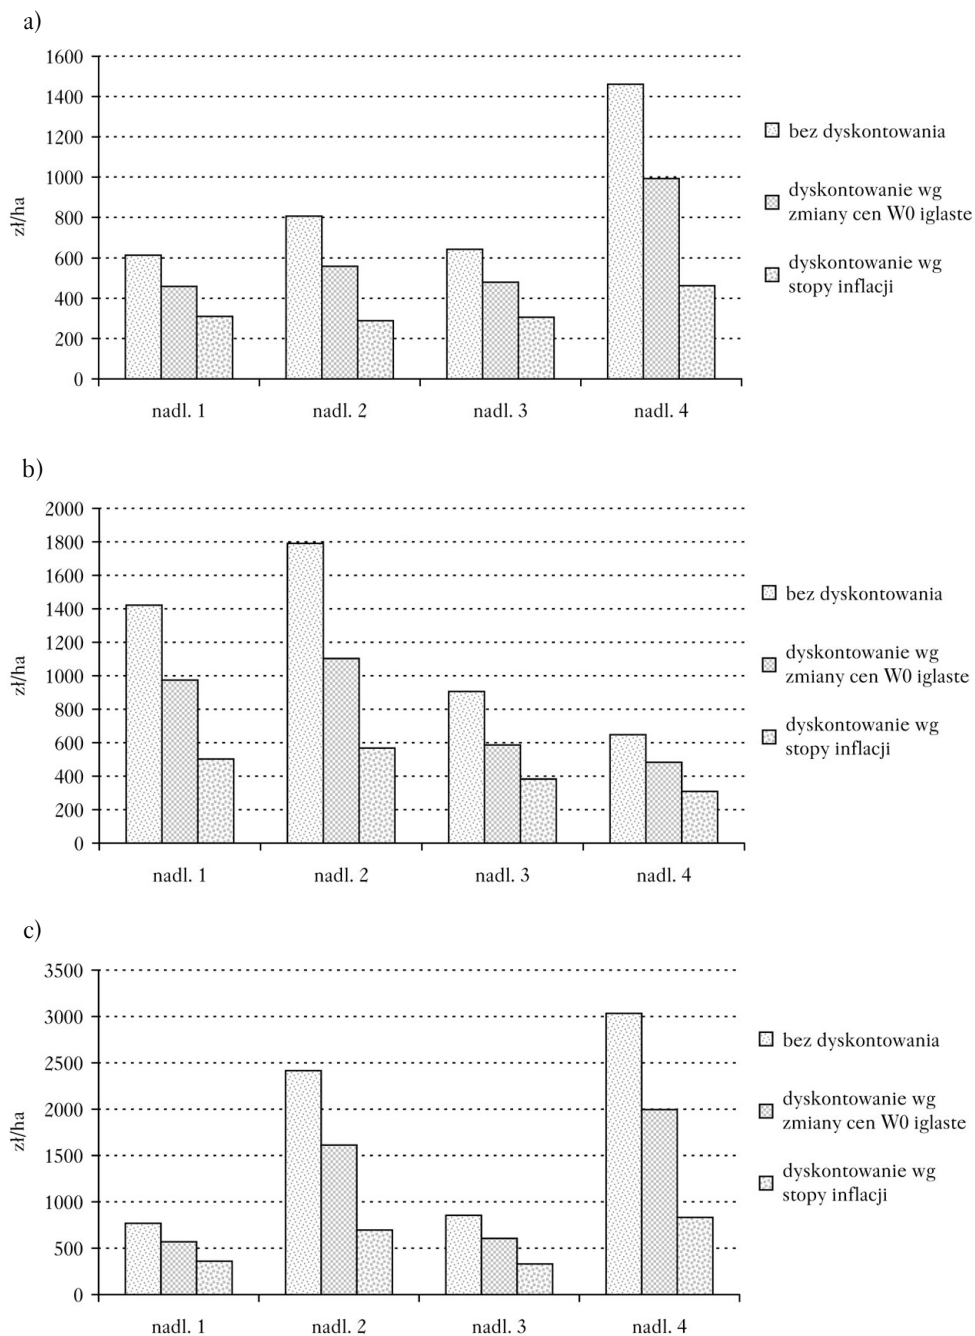 a)
1600
1400
1200
1000
800
600
400
200
0
zł/ha
nadl. 1
nadl. 2
nadl. 3
nadl. 4
bez dyskontowania
dyskontowanie wg
zmiany cen W0 iglaste
dyskontowanie wg
stopy inflacji
b)
2000
1800
1600
1400
1200
1000
800
600
400
200
0
zł/ha
nadl. 1
nadl. 2
nadl. 3
nadl. 4
bez dyskontowania
dyskontowanie wg
zmiany cen W0 iglaste
dyskontowanie wg
stopy inflacji
c)
3500
3000
2500
2000
1500
1000
500
0
zł/ha
nadl. 1
nadl. 2
nadl. 3
nadl. 4
bez dyskontowania
dyskontowanie wg
zmiany cen W0 iglaste
dyskontowanie wg
stopy inflacji